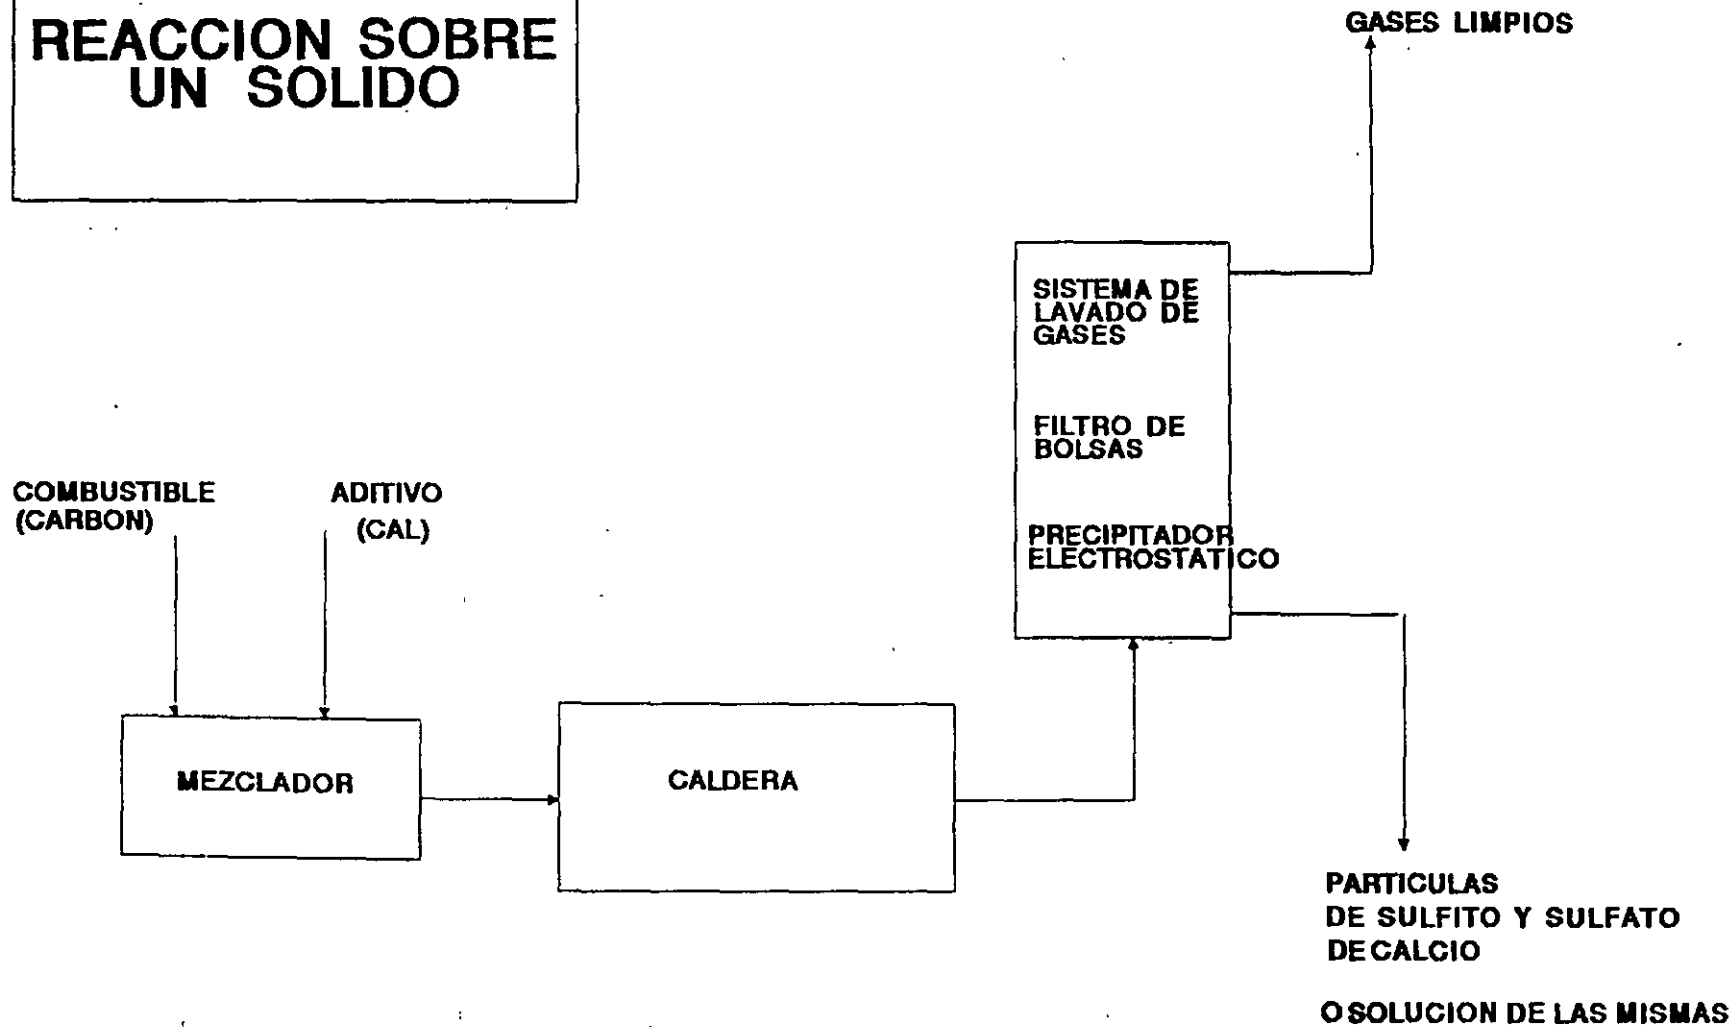 REACCION SOBRE
UN SOLIDO
GASES LIMPIOS
SISTEMA DE
LAVADO DE
GASES
FILTRO DE
BOLSAS
PRECIPITADOR
ELECTROSTATICO
COMBUSTIBLE
(CARBON)
ADITIVO
(CAL)
MEZCLADOR
CALDERA
PARTICULAS
DE SULFITO Y SULFATO
DE CALCIO
O SOLUCION DE LAS MISMAS